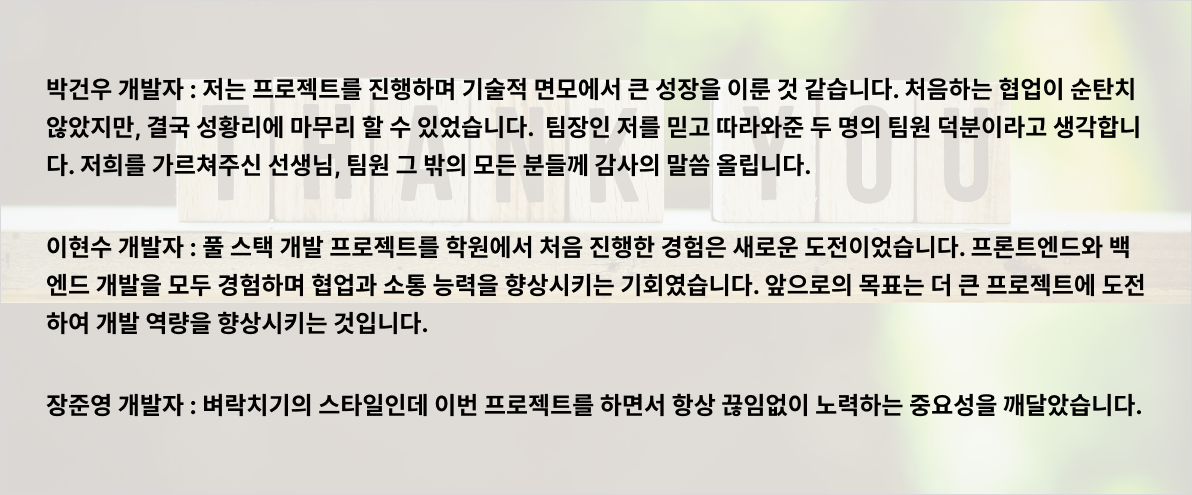 박건우 개발자 : 저는 프로젝트를 진행하며 기술적 면모에서 큰 성장을 이룬 것 같습니다. 처음하는 협업이 순탄치
않았지만, 결국 성황리에 마무리 할 수 있었습니다.  팀장인 저를 믿고 따라와준 두 명의 팀원 덕분이라고 생각합니
다. 저희를 가르쳐주신 선생님, 팀원 그 밖의 모든 분들께 감사의 말씀 올립니다.
THANK YOU
이현수 개발자 : 풀 스택 개발 프로젝트를 학원에서 처음 진행한 경험은 새로운 도전이었습니다. 프론트엔드와 백
엔드 개발을 모두 경험하며 협업과 소통 능력을 향상시키는 기회였습니다. 앞으로의 목표는 더 큰 프로젝트에 도전
하여 개발 역량을 향상시키는 것입니다.
장준영 개발자 : 벼락치기의 스타일인데 이번 프로젝트를 하면서 항상 끊임없이 노력하는 중요성을 깨달았습니다.